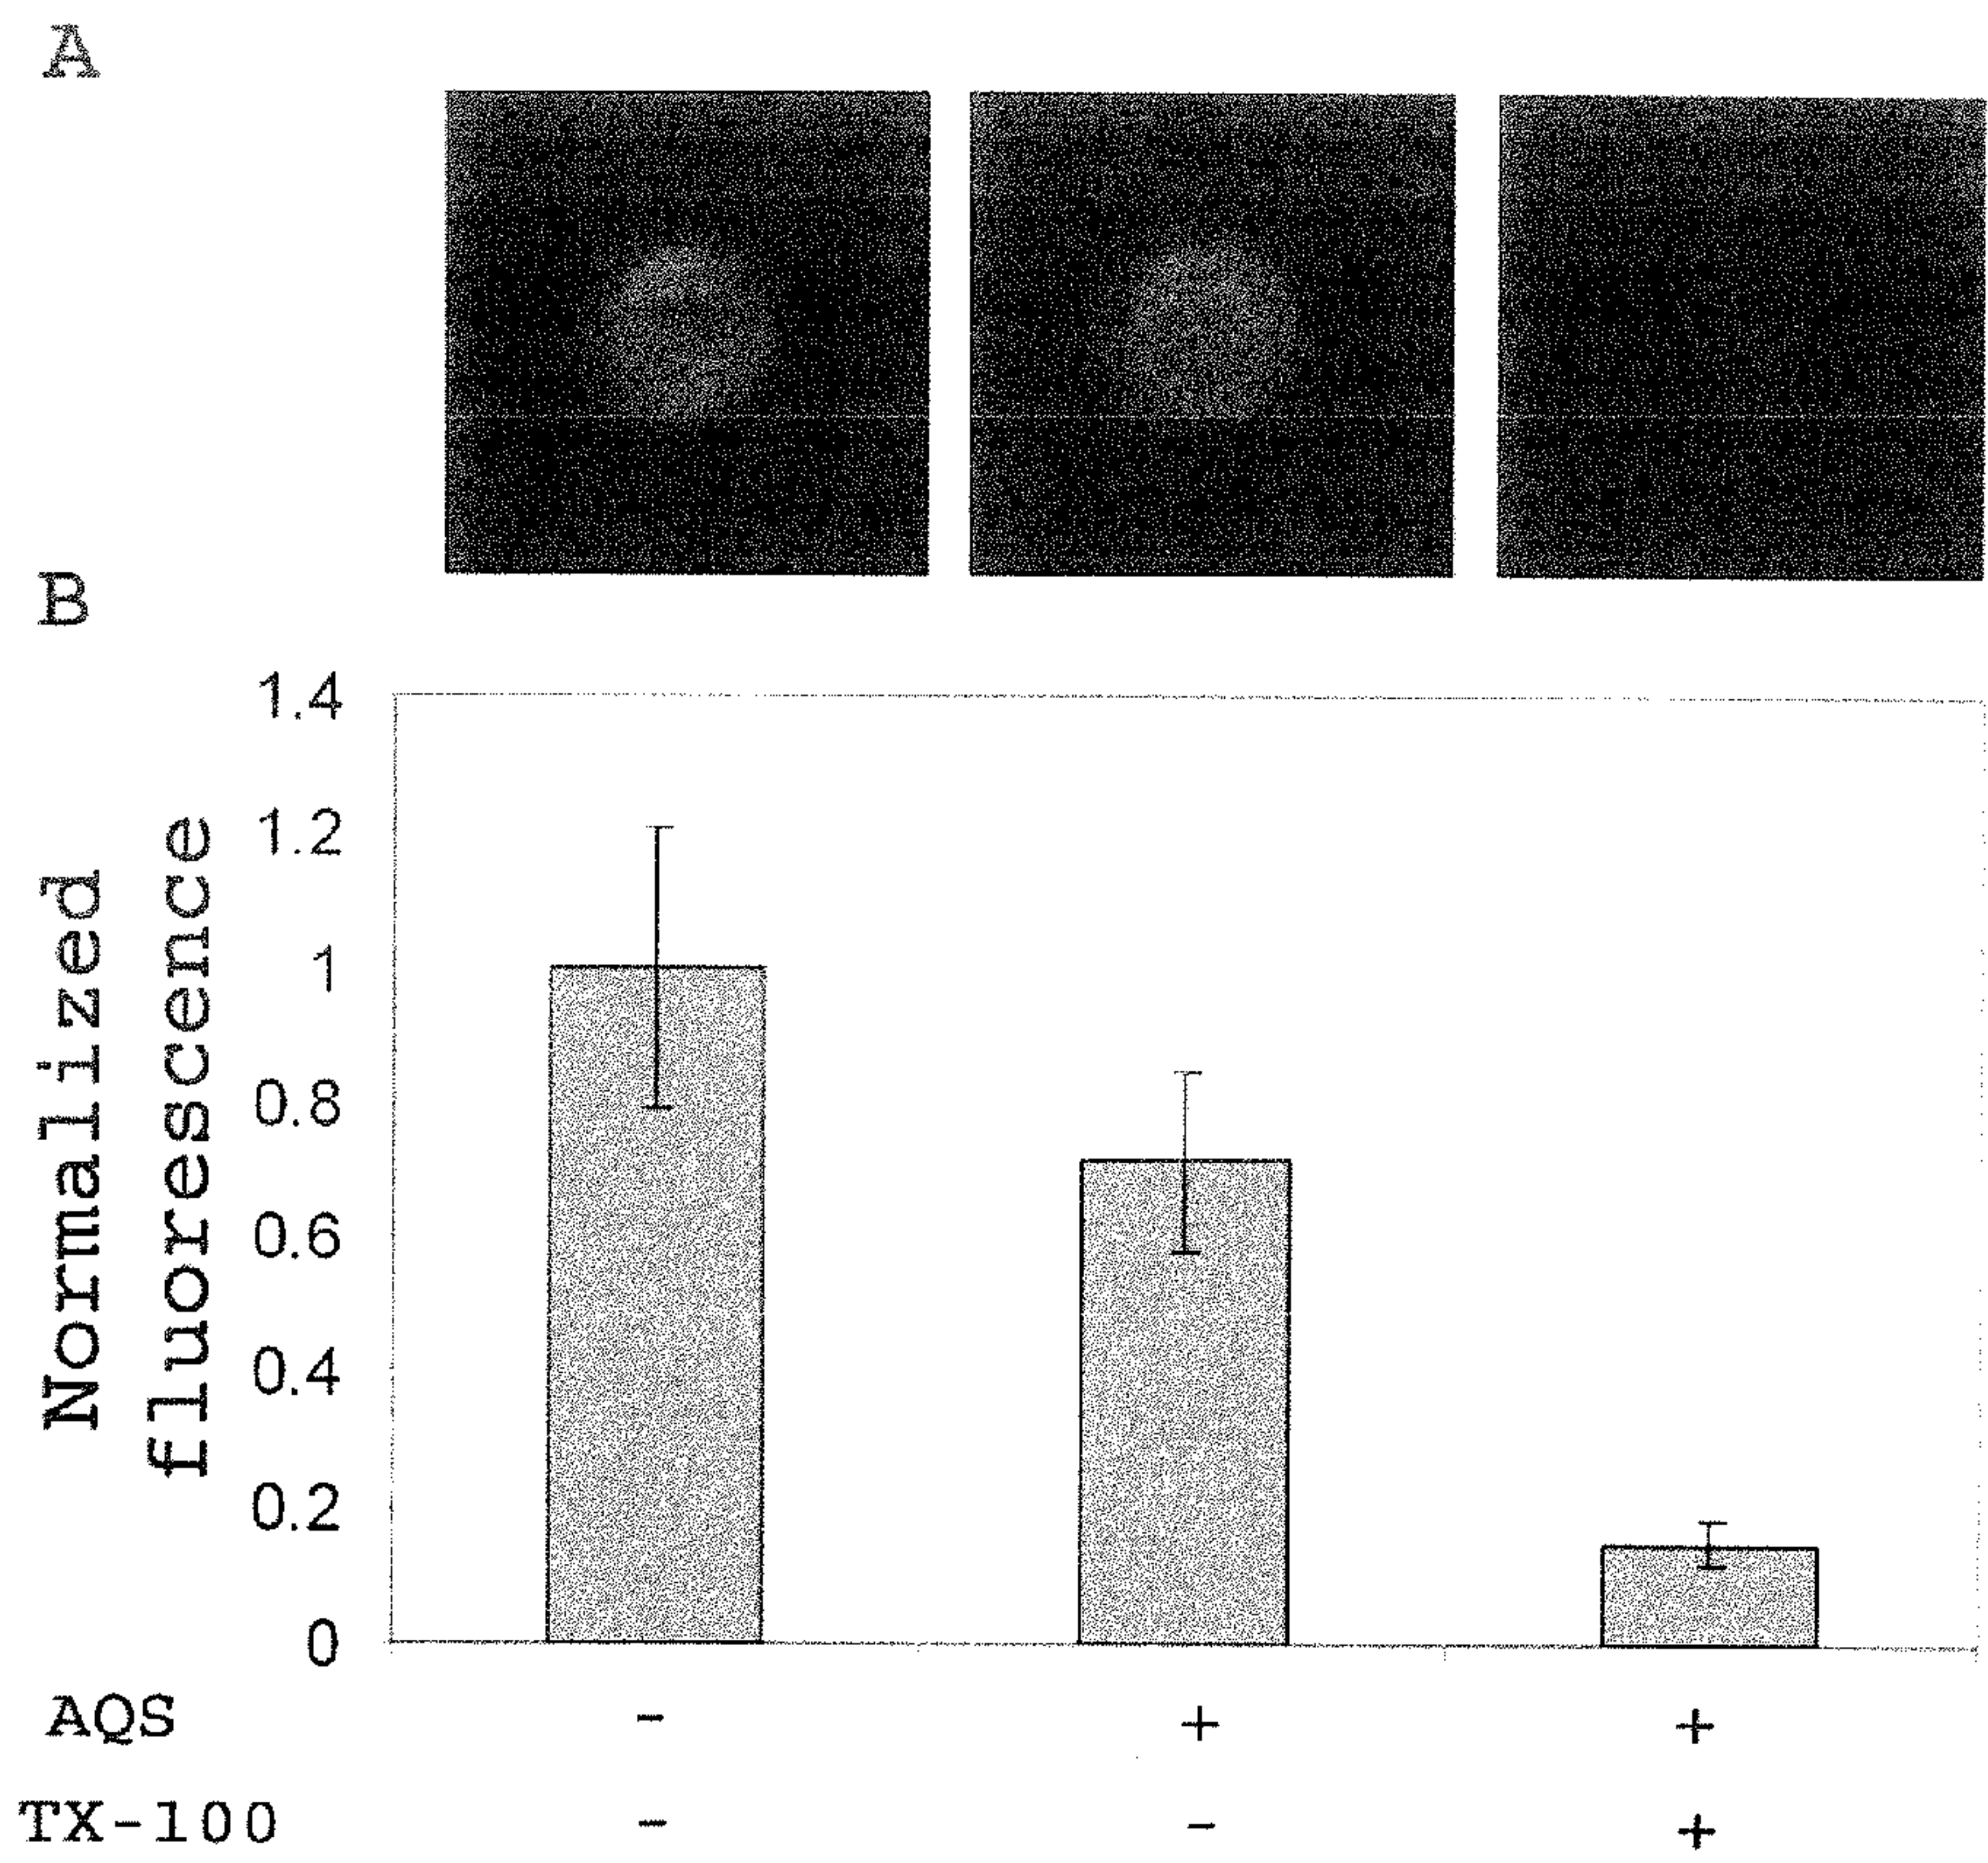 A
B
Normalized
fluorescence
1.4
1.2
1
0.8
0.6
0.4
0.2
0
AQS - + +
TX-100 - - +